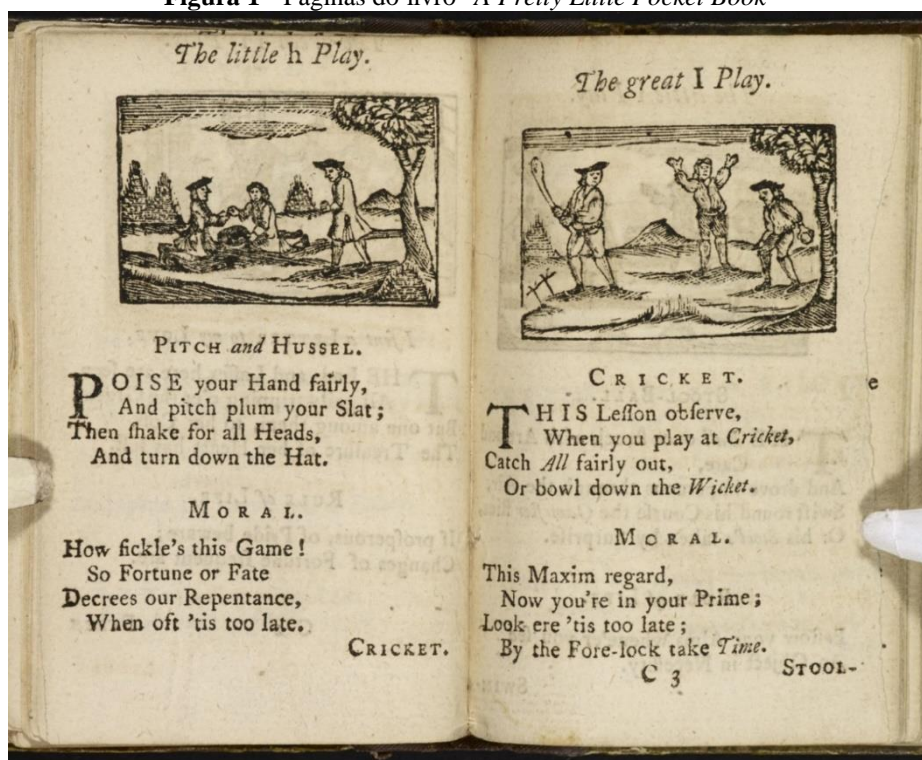 Figura 1 - Páginas do livro "A Pretty Little Pocket Book"
The little h Play.
PITCH and HUSSEL.
POISE your Hand fairly,
And pitch plum your Slat;
Then ſhake for all Heads,
And turn down the Hat.
MORAL.
How fickle's this Game!
So Fortune or Fate
Decrees our Repentance,
When oft 'tis too late.
CRICKET.
The great I Play.
CRICKET.
THIS Leſſon obſerve,
When you play at Cricket,
Catch All fairly out,
Or bowl down the Wicket.
MORAL.
This Maxim regard,
Now you're in your Prime;
Look ere 'tis too late;
By the Fore-lock take Time.
C 3
STOOL-
e